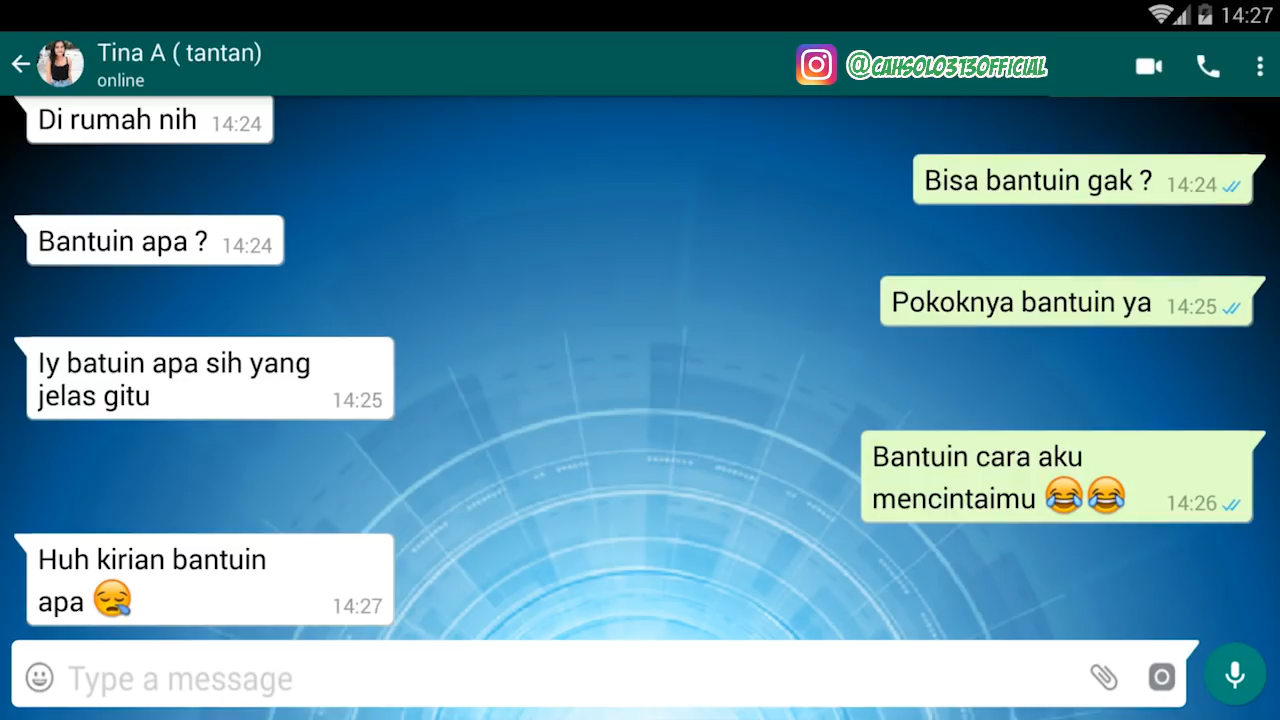 14:27
Tina A ( tantan)
online
@CAHSOLO313OFFICIAL
Di rumah nih 14:24
Bisa bantuin gak ? 14:24
Bantuin apa ? 14:24
Pokoknya bantuin ya 14:25
Iy batuin apa sih yang
jelas gitu 14:25
Bantuin cara aku
mencintaimu 😂😂 14:26
Huh kirian bantuin
apa 😪 14:27
Type a message